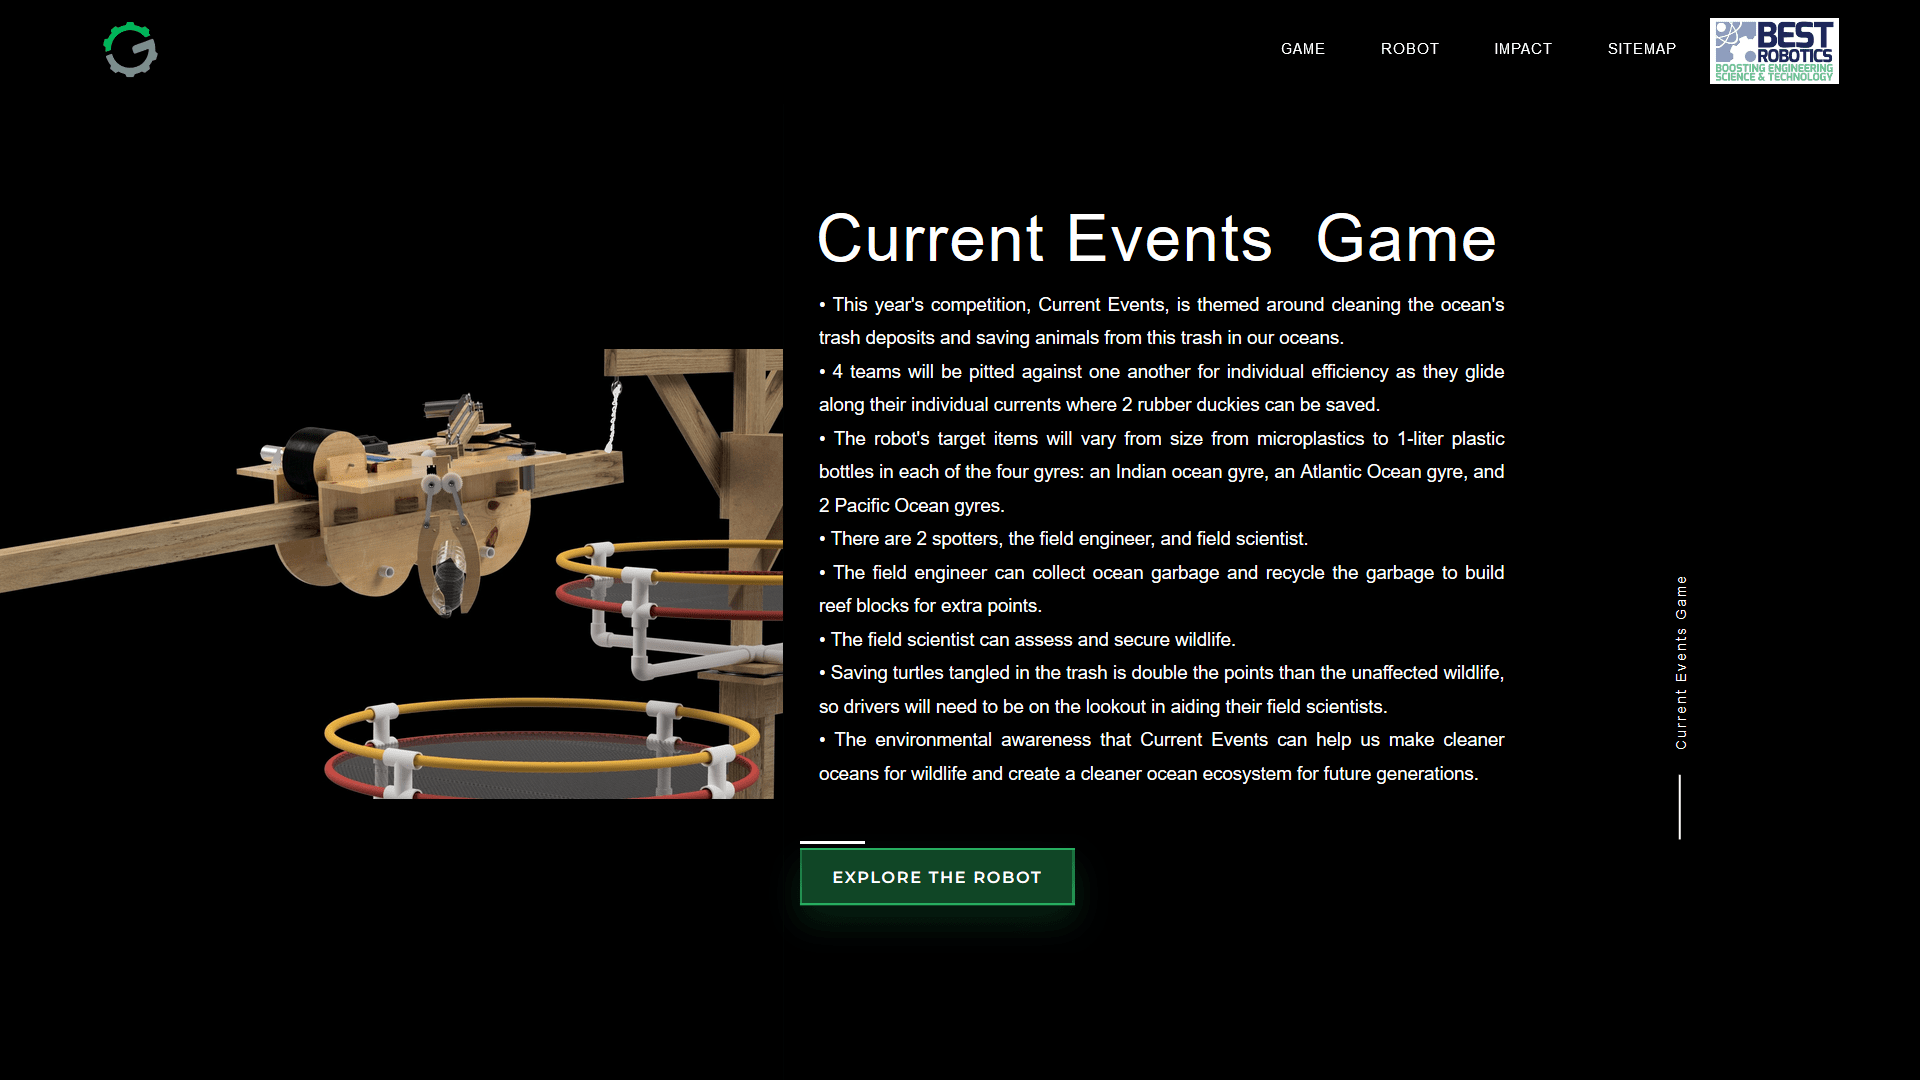 GAME ROBOT IMPACT SITEMAP
BEST
ROBOTICS
BOOSTING ENGINEERING
SCIENCE & TECHNOLOGY
Current Events  Game
• This year's competition, Current Events, is themed around cleaning the ocean's
trash deposits and saving animals from this trash in our oceans.
• 4 teams will be pitted against one another for individual efficiency as they glide
along their individual currents where 2 rubber duckies can be saved.
• The robot's target items will vary from size from microplastics to 1-liter plastic
bottles in each of the four gyres: an Indian ocean gyre, an Atlantic Ocean gyre, and
2 Pacific Ocean gyres.
• There are 2 spotters, the field engineer, and field scientist.
• The field engineer can collect ocean garbage and recycle the garbage to build
reef blocks for extra points.
• The field scientist can assess and secure wildlife.
• Saving turtles tangled in the trash is double the points than the unaffected wildlife,
so drivers will need to be on the lookout in aiding their field scientists.
• The environmental awareness that Current Events can help us make cleaner
oceans for wildlife and create a cleaner ocean ecosystem for future generations.
EXPLORE THE ROBOT
Current Events Game